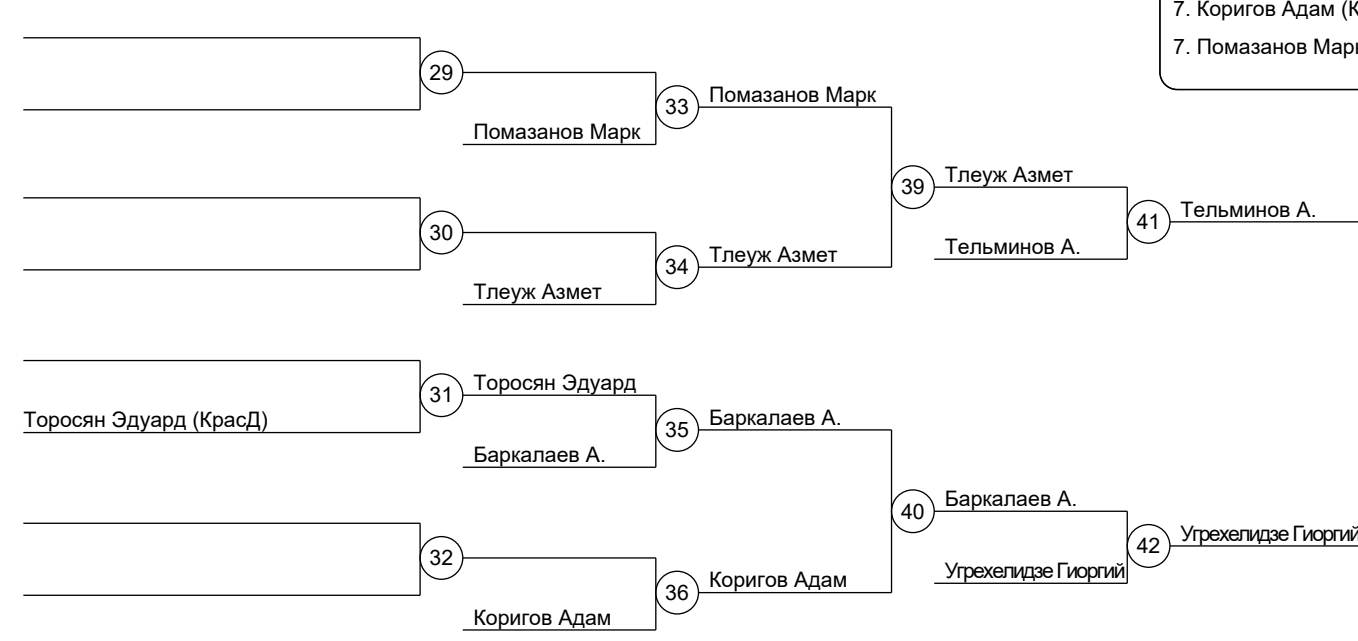 7. Коригов Адам (К
7. Помазанов Марк
29
33
Помазанов Марк
Помазанов Марк
39
Тлеуж Азмет
41
Тельминов А.
30
34
Тлеуж Азмет
Тельминов А.
Тлеуж Азмет
31
Торосян Эдуард
35
Баркалаев А.
Торосян Эдуард (КрасД)
Баркалаев А.
40
Баркалаев А.
42
Угрехелидзе Гиоргий
32
36
Коригов Адам
Угрехелидзе Гиоргий
Коригов Адам